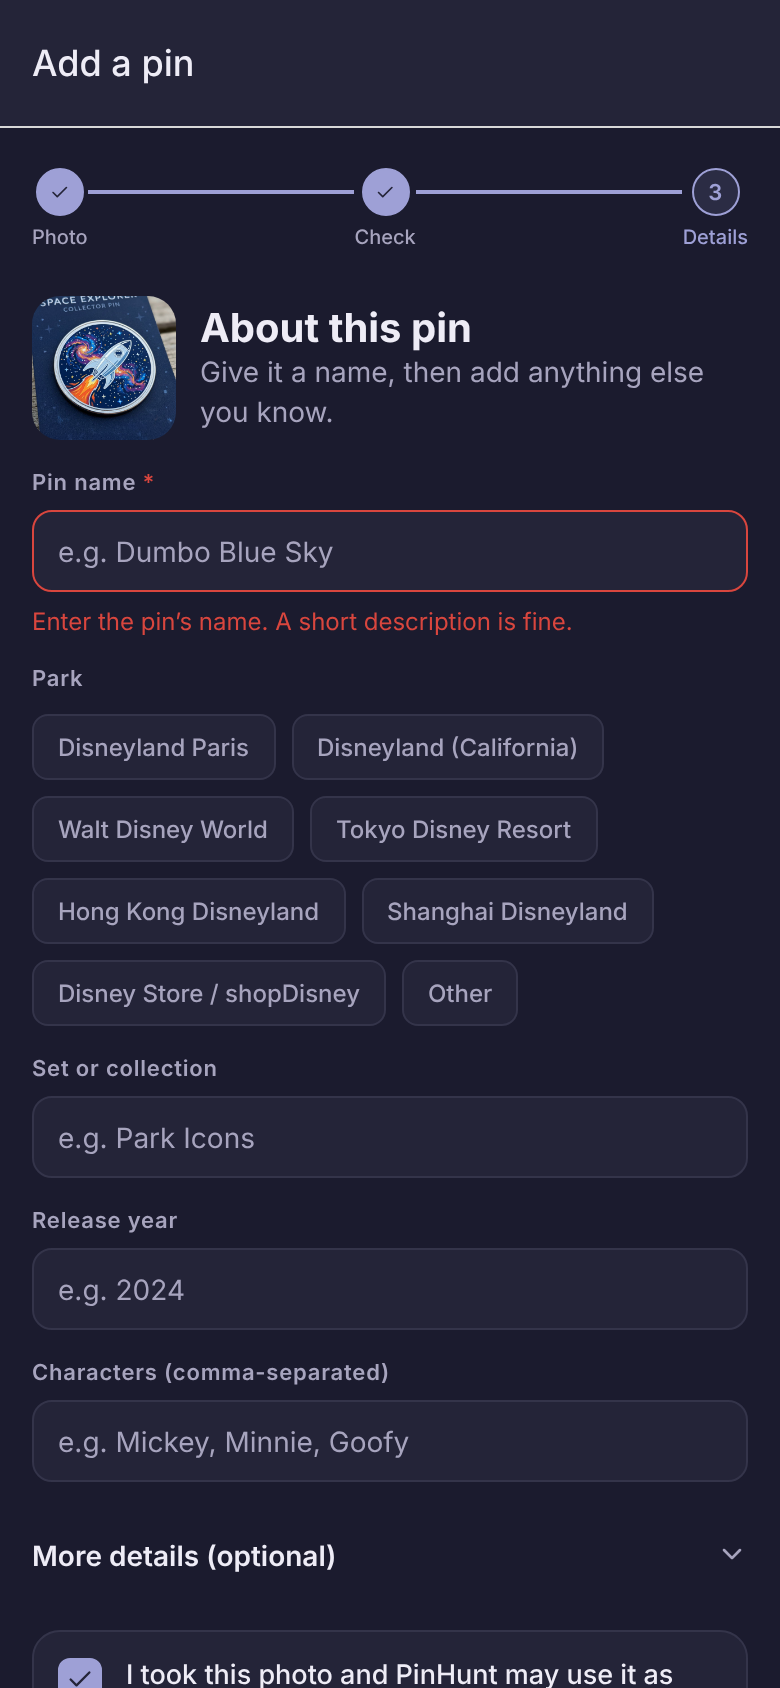 Add a pin
3
Photo
Check
Details
SPACE EXPLORER
COLLECTOR PIN
About this pin
Give it a name, then add anything else
you know.
Pin name *
e.g. Dumbo Blue Sky
Enter the pin’s name. A short description is fine.
Park
Disneyland Paris
Disneyland (California)
Walt Disney World
Tokyo Disney Resort
Hong Kong Disneyland
Shanghai Disneyland
Disney Store / shopDisney
Other
Set or collection
e.g. Park Icons
Release year
e.g. 2024
Characters (comma-separated)
e.g. Mickey, Minnie, Goofy
More details (optional)
I took this photo and PinHunt may use it as